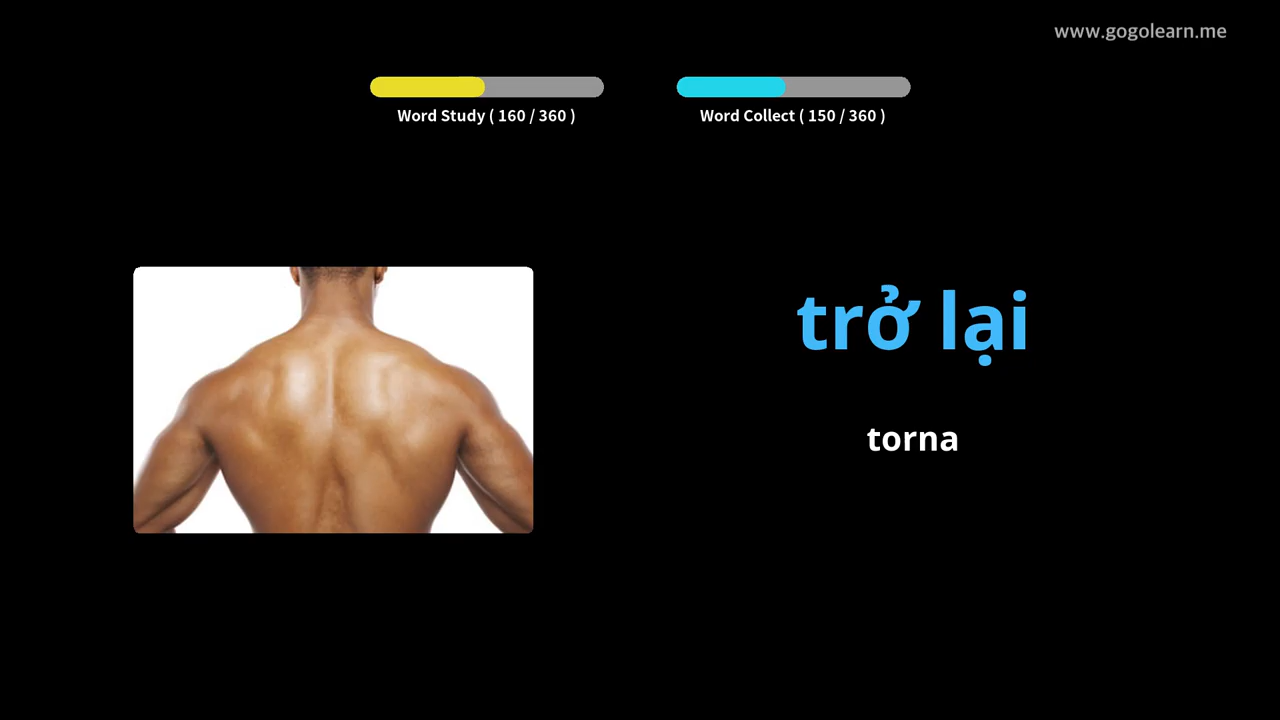 www.gogolearn.me
Word Study ( 160 / 360 )
Word Collect ( 150 / 360 )
trở lại
torna